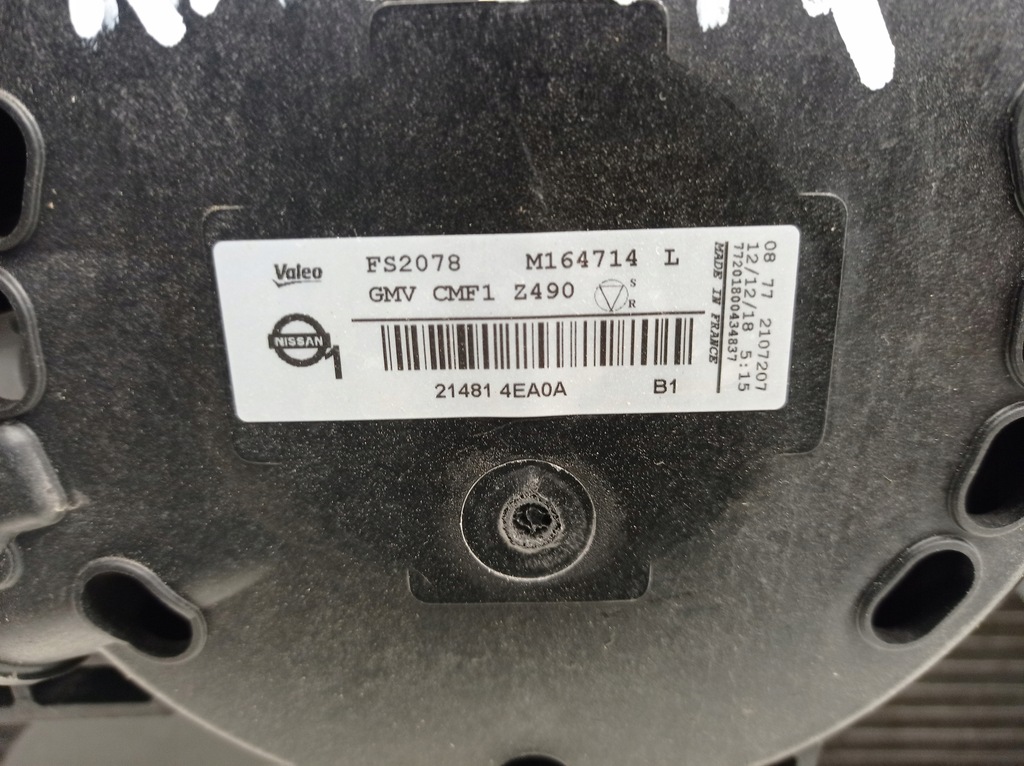 Valeo
FS2078 M164714 L
GMV CMF1 Z490
S
R
NISSAN
1
21481 4EA0A B1
MADE IN FRANCE
08 77 2107207
12/12/18 5:15
77201800434837